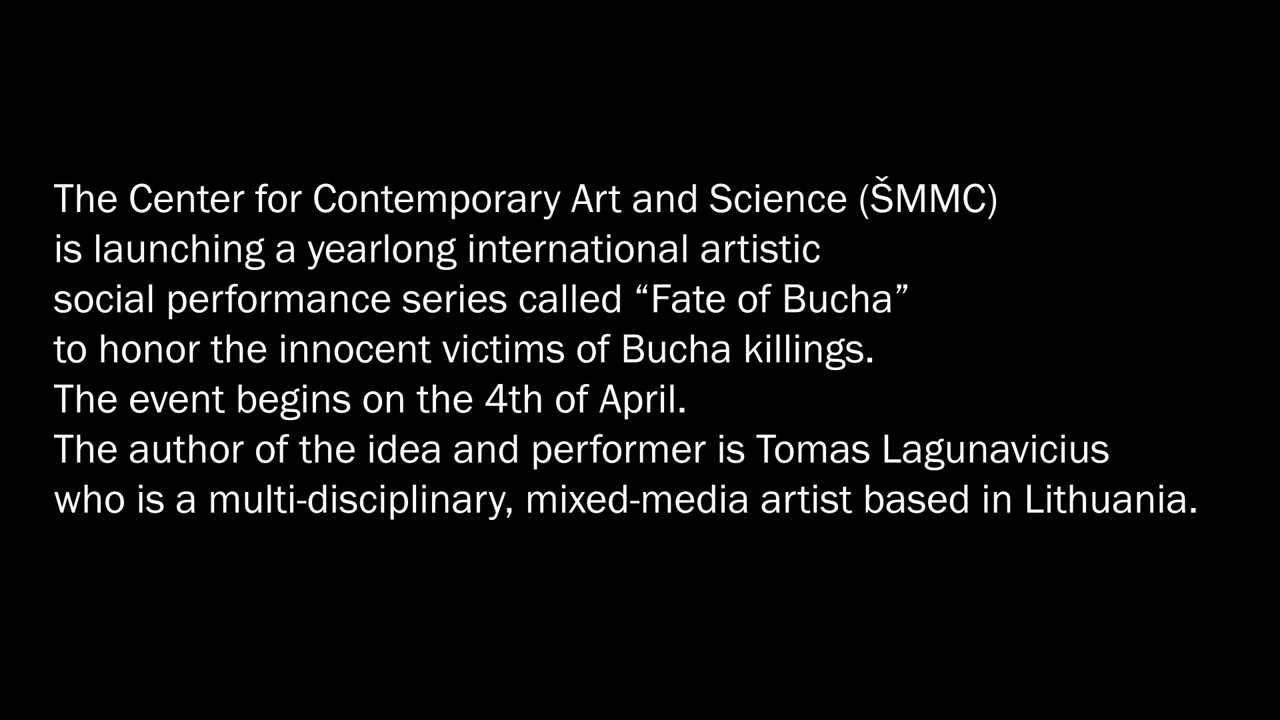 The Center for Contemporary Art and Science (ŠMMC)
is launching a yearlong international artistic
social performance series called “Fate of Bucha”
to honor the innocent victims of Bucha killings.
The event begins on the 4th of April.
The author of the idea and performer is Tomas Lagunavicius
who is a multi-disciplinary, mixed-media artist based in Lithuania.